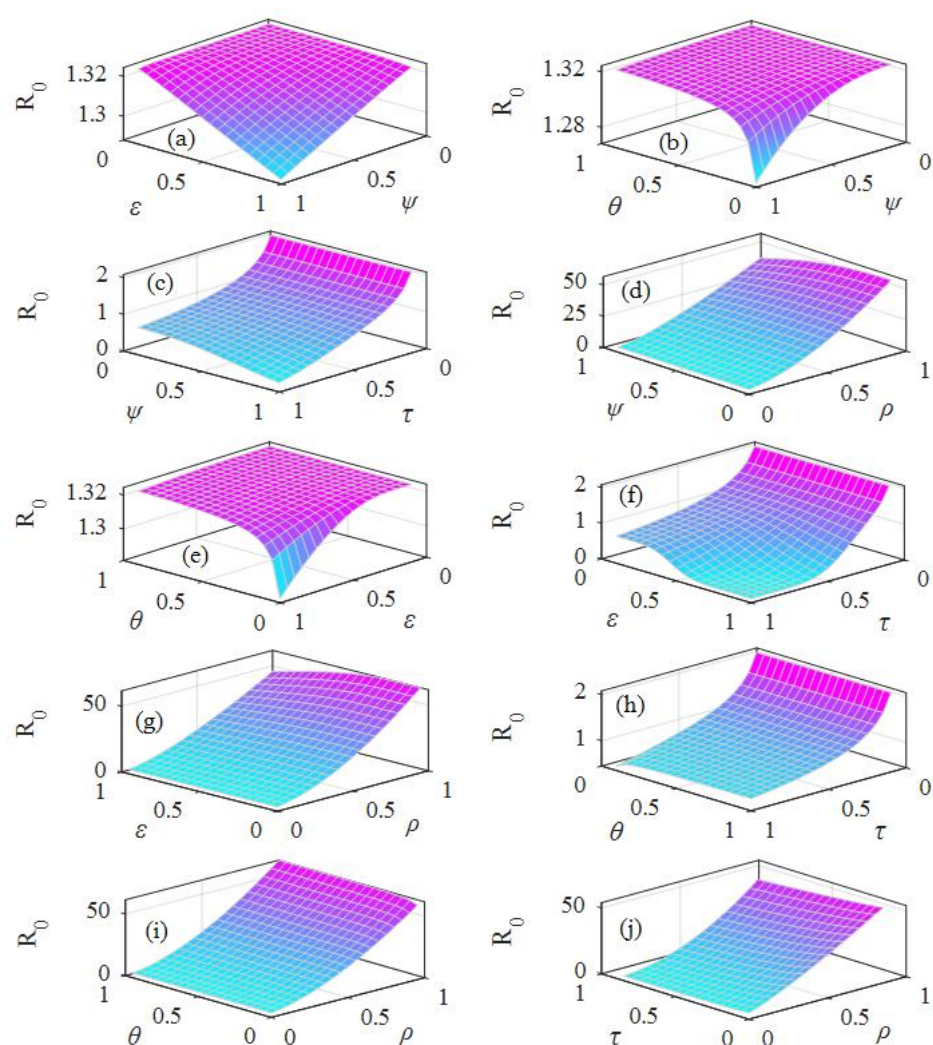 R0 1.32 1.3 (a) 0 0.5 1 1 0.5 0 ε ψ
R0 1.32 1.28 (b) 1 0.5 0 1 0.5 0 θ ψ
R0 2 1 0 (c) 0 0.5 1 1 0.5 0 ψ τ
R0 50 25 0 (d) 1 0.5 0 0 0.5 1 ψ ρ
R0 1.32 1.3 (e) 1 0.5 0 1 0.5 0 θ ε
R0 2 1 0 (f) 0 0.5 1 1 0.5 0 ε τ
R0 50 0 (g) 1 0.5 0 0 0.5 1 ε ρ
R0 2 1 (h) 0 0.5 1 1 0.5 0 θ τ
R0 50 0 (i) 1 0.5 0 0 0.5 1 θ ρ
R0 50 0 (j) 1 0.5 0 0 0.5 1 τ ρ